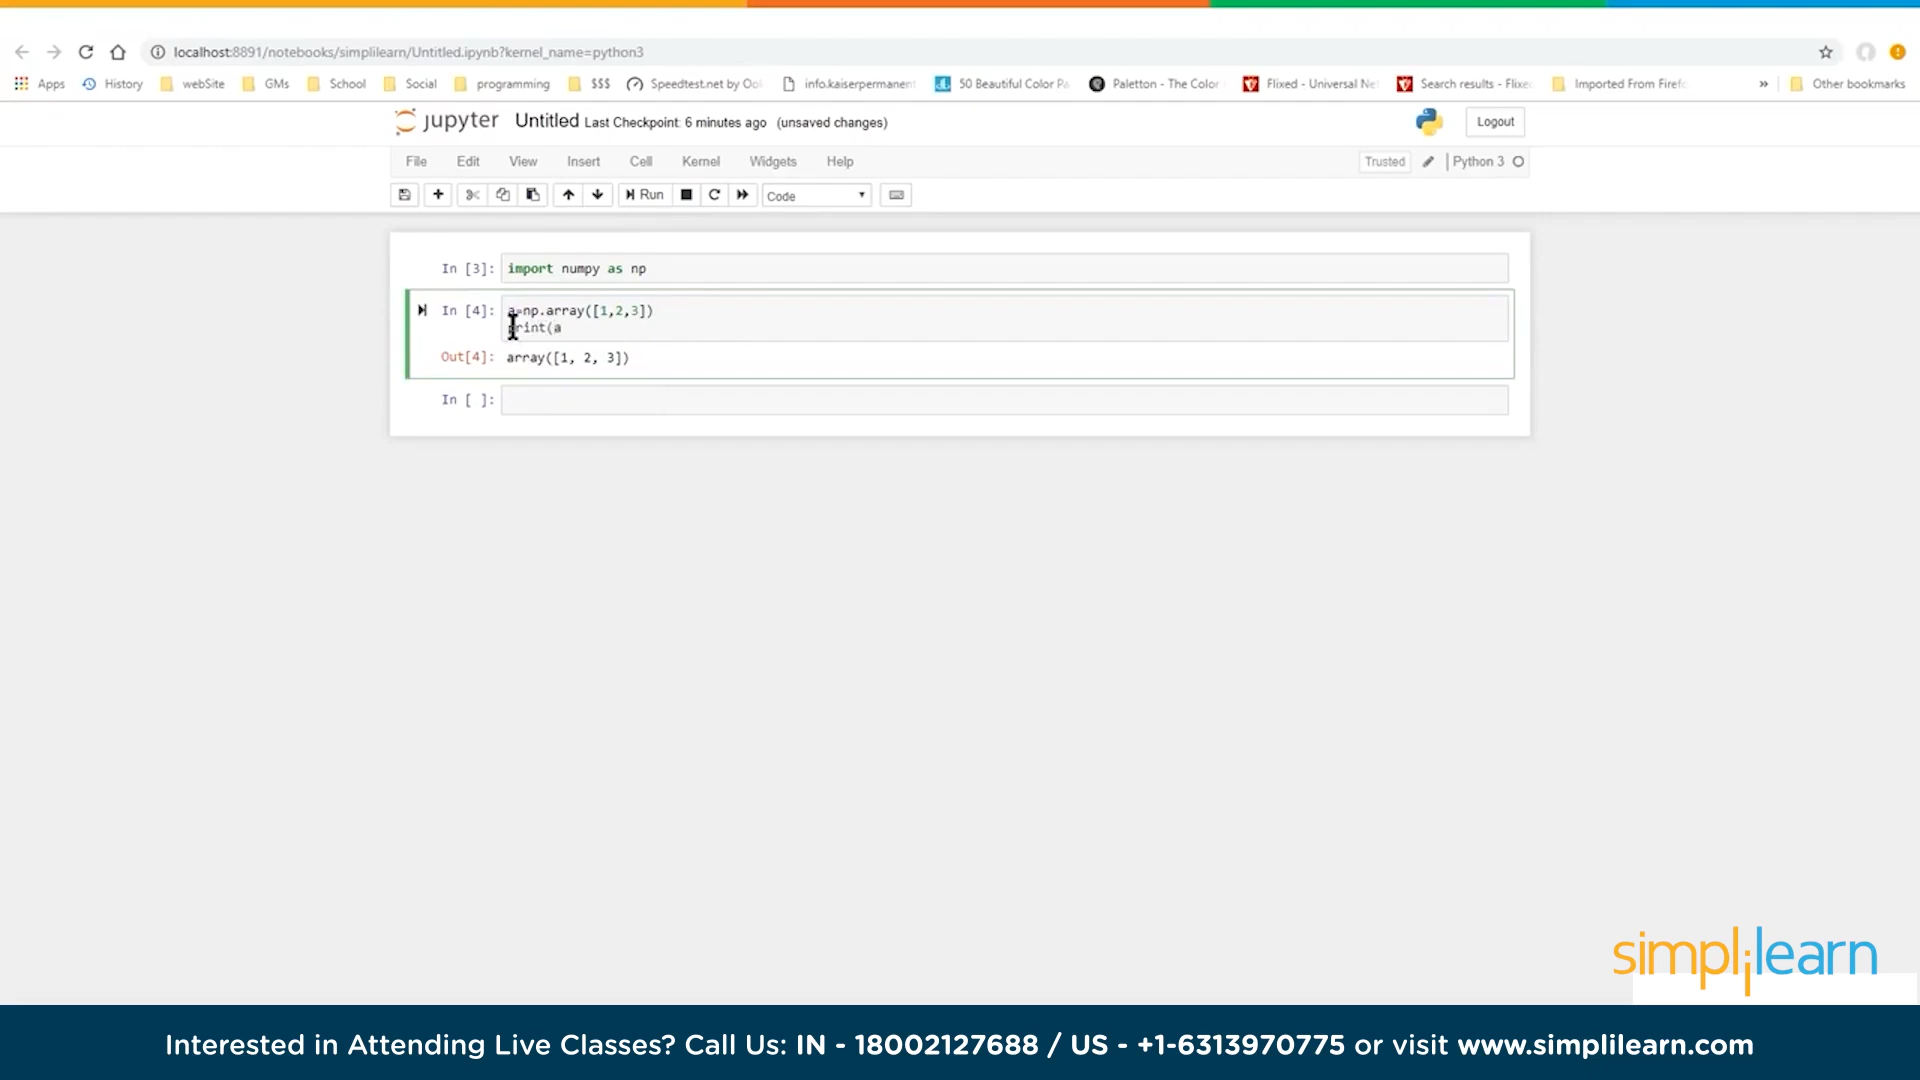 localhost:8891/notebooks/simplilearn/Untitled.ipynb?kernel_name=python3
Apps History webSite GMs School Social programming $$$ Speedtest.net by Ool info.kaiserpermanent 50 Beautiful Color Pa Paletton - The Color Flixed - Universal Ne Search results - Flixe Imported From Firefo » Other bookmarks
jupyter Untitled Last Checkpoint: 6 minutes ago (unsaved changes) Logout
File Edit View Insert Cell Kernel Widgets Help Trusted Python 3
Run Code
In [3]: import numpy as np
In [4]: a=np.array([1,2,3])
print(a
Out[4]: array([1, 2, 3])
In [ ]:
simplilearn
Interested in Attending Live Classes? Call Us: IN - 18002127688 / US - +1-6313970775 or visit www.simplilearn.com